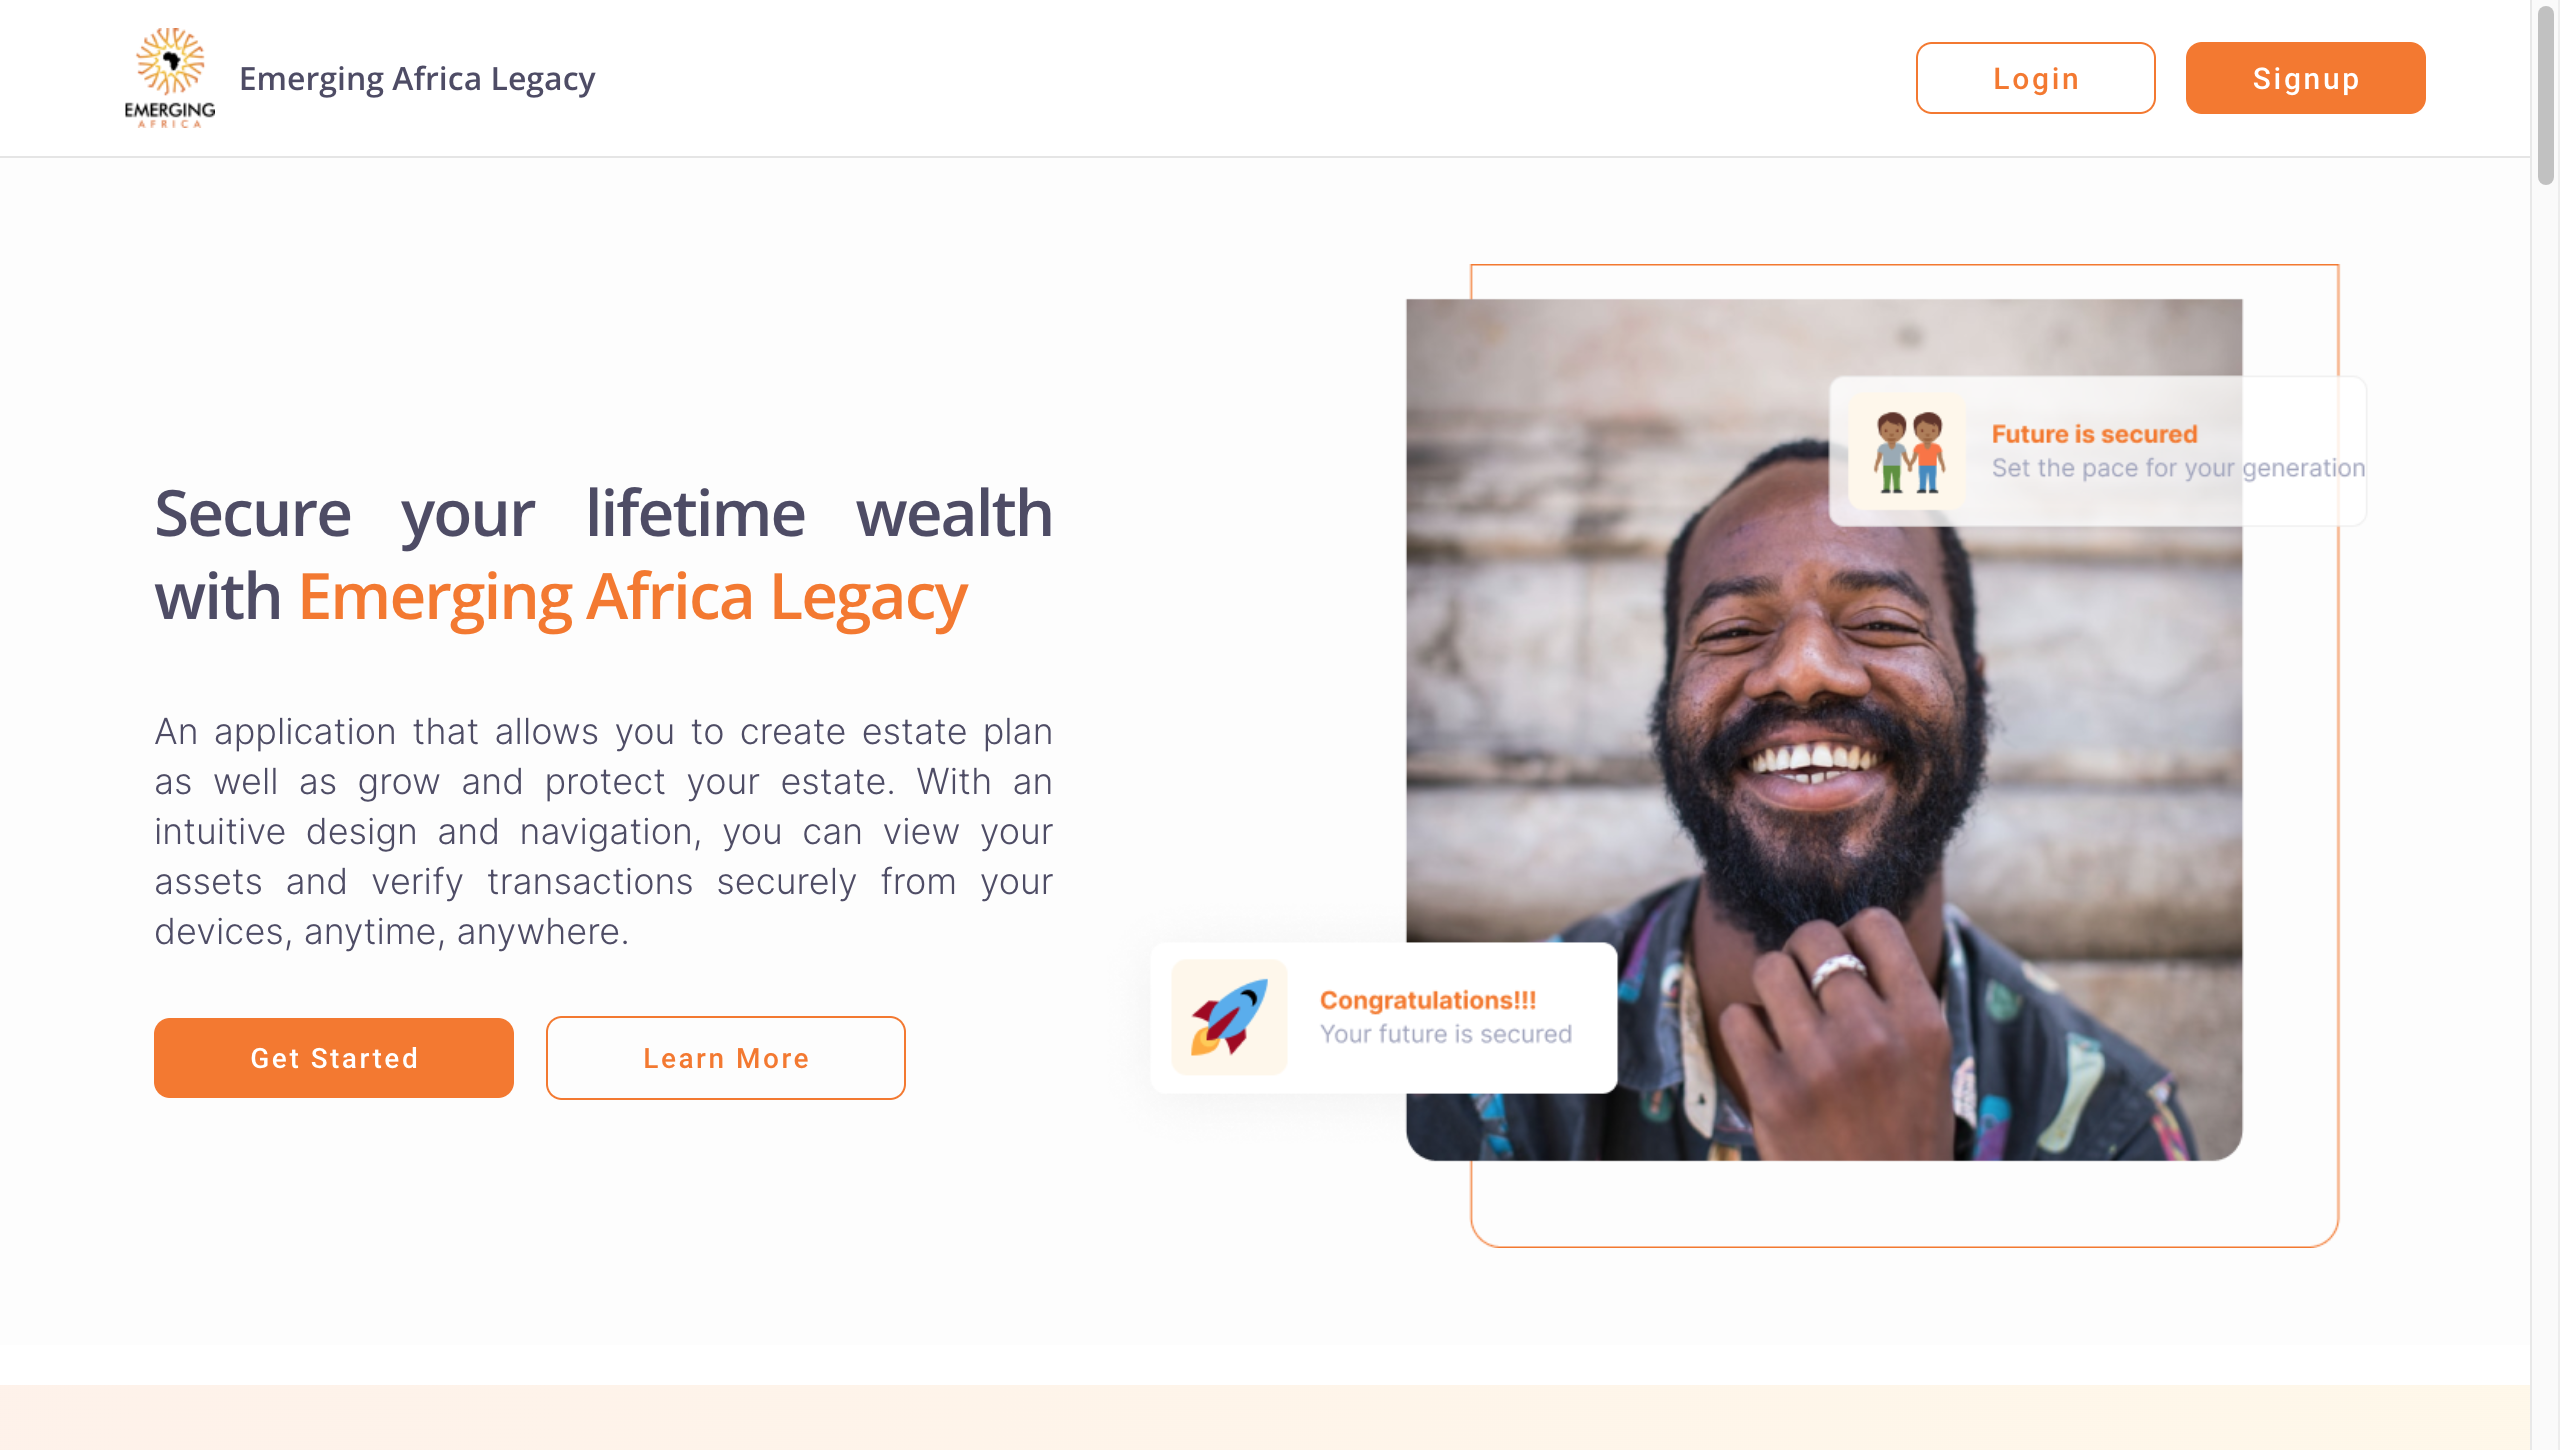 EMERGING
AFRICA
Emerging Africa Legacy
Login
Signup
Secure your lifetime wealth
with Emerging Africa Legacy
An application that allows you to create estate plan
as well as grow and protect your estate. With an
intuitive design and navigation, you can view your
assets and verify transactions securely from your
devices, anytime, anywhere.
Get Started
Learn More
Future is secured
Set the pace for your generation
Congratulations!!!
Your future is secured